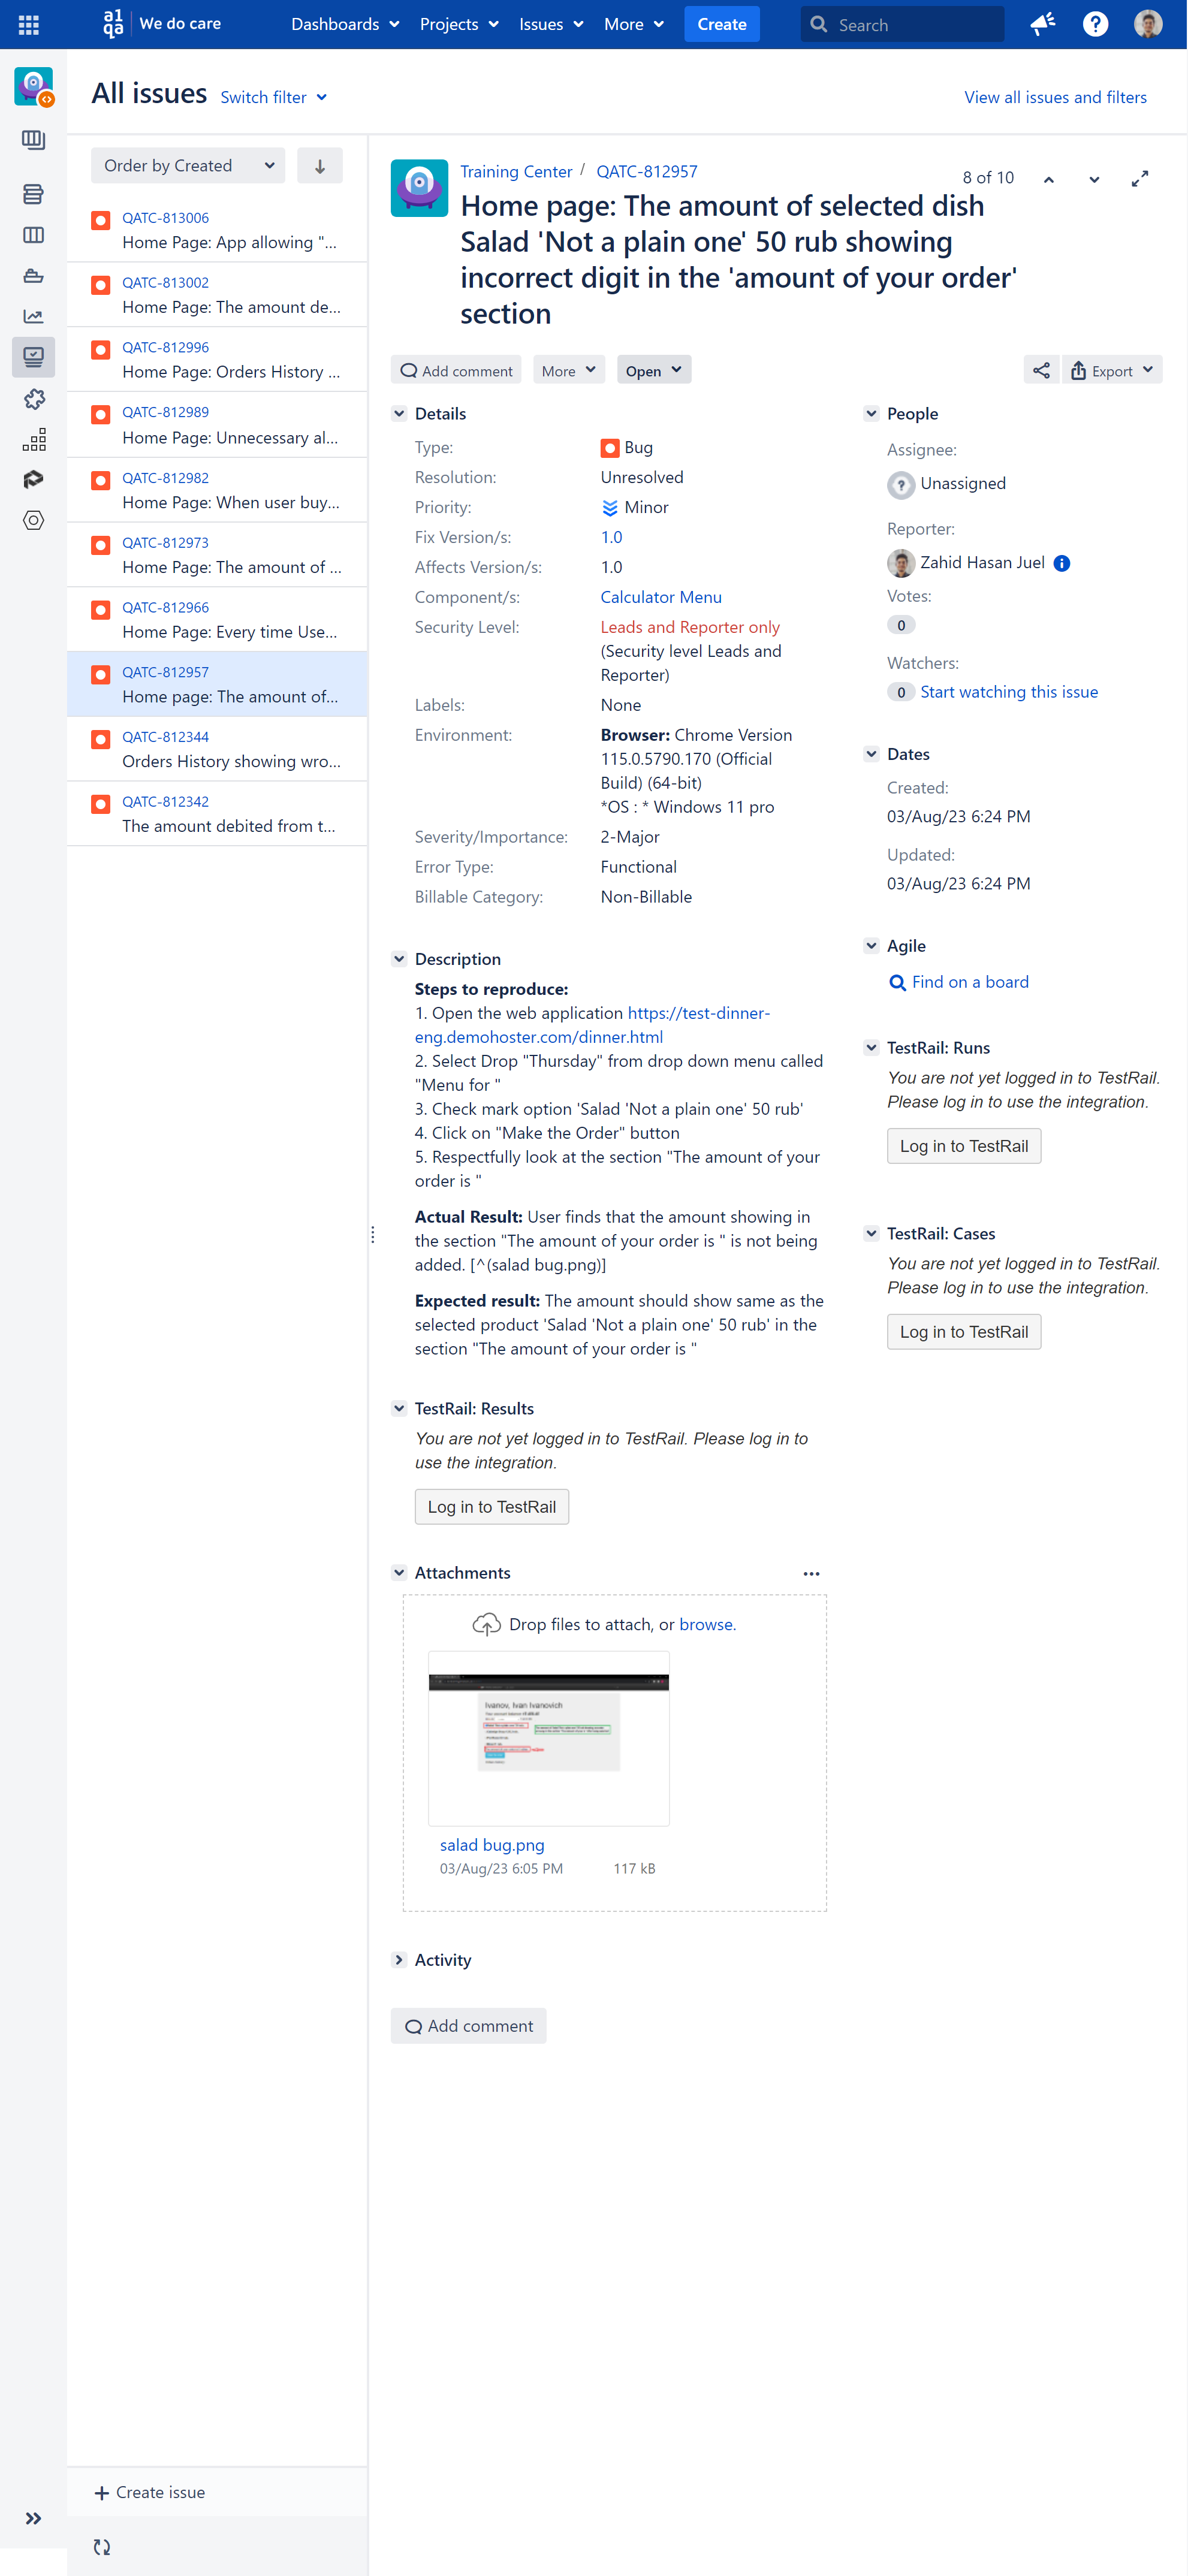 a1qa We do care Dashboards Projects Issues More Create Search
All issues Switch filter View all issues and filters
Order by Created
QATC-813006
Home Page: App allowing "...
QATC-813002
Home Page: The amount de...
QATC-812996
Home Page: Orders History ...
QATC-812989
Home Page: Unnecessary al...
QATC-812982
Home Page: When user buy...
QATC-812973
Home Page: The amount of ...
QATC-812966
Home Page: Every time Use...
QATC-812957
Home page: The amount of...
QATC-812344
Orders History showing wro...
QATC-812342
The amount debited from t...
Create issue
Training Center / QATC-812957
8 of 10
Home page: The amount of selected dish
Salad 'Not a plain one' 50 rub showing
incorrect digit in the 'amount of your order'
section
Add comment More Open Export
Details
Type: Bug
Resolution: Unresolved
Priority: Minor
Fix Version/s: 1.0
Affects Version/s: 1.0
Component/s: Calculator Menu
Security Level: Leads and Reporter only
(Security level Leads and
Reporter)
Labels: None
Environment: Browser: Chrome Version
115.0.5790.170 (Official
Build) (64-bit)
*OS : * Windows 11 pro
Severity/Importance: 2-Major
Error Type: Functional
Billable Category: Non-Billable
Description
Steps to reproduce:
1. Open the web application https://test-dinner-
eng.demohoster.com/dinner.html
2. Select Drop "Thursday" from drop down menu called
"Menu for "
3. Check mark option 'Salad 'Not a plain one' 50 rub'
4. Click on "Make the Order" button
5. Respectfully look at the section "The amount of your
order is "
Actual Result: User finds that the amount showing in
the section "The amount of your order is " is not being
added. [^(salad bug.png)]
Expected result: The amount should show same as the
selected product 'Salad 'Not a plain one' 50 rub' in the
section "The amount of your order is "
TestRail: Results
You are not yet logged in to TestRail. Please log in to
use the integration.
Log in to TestRail
Attachments
Drop files to attach, or browse.
Ivanov, Ivan Ivanovich
salad bug.png
03/Aug/23 6:05 PM 117 kB
Activity
Add comment
People
Assignee:
Unassigned
Reporter:
Zahid Hasan Juel
Votes:
0
Watchers:
0 Start watching this issue
Dates
Created:
03/Aug/23 6:24 PM
Updated:
03/Aug/23 6:24 PM
Agile
Find on a board
TestRail: Runs
You are not yet logged in to TestRail.
Please log in to use the integration.
Log in to TestRail
TestRail: Cases
You are not yet logged in to TestRail.
Please log in to use the integration.
Log in to TestRail